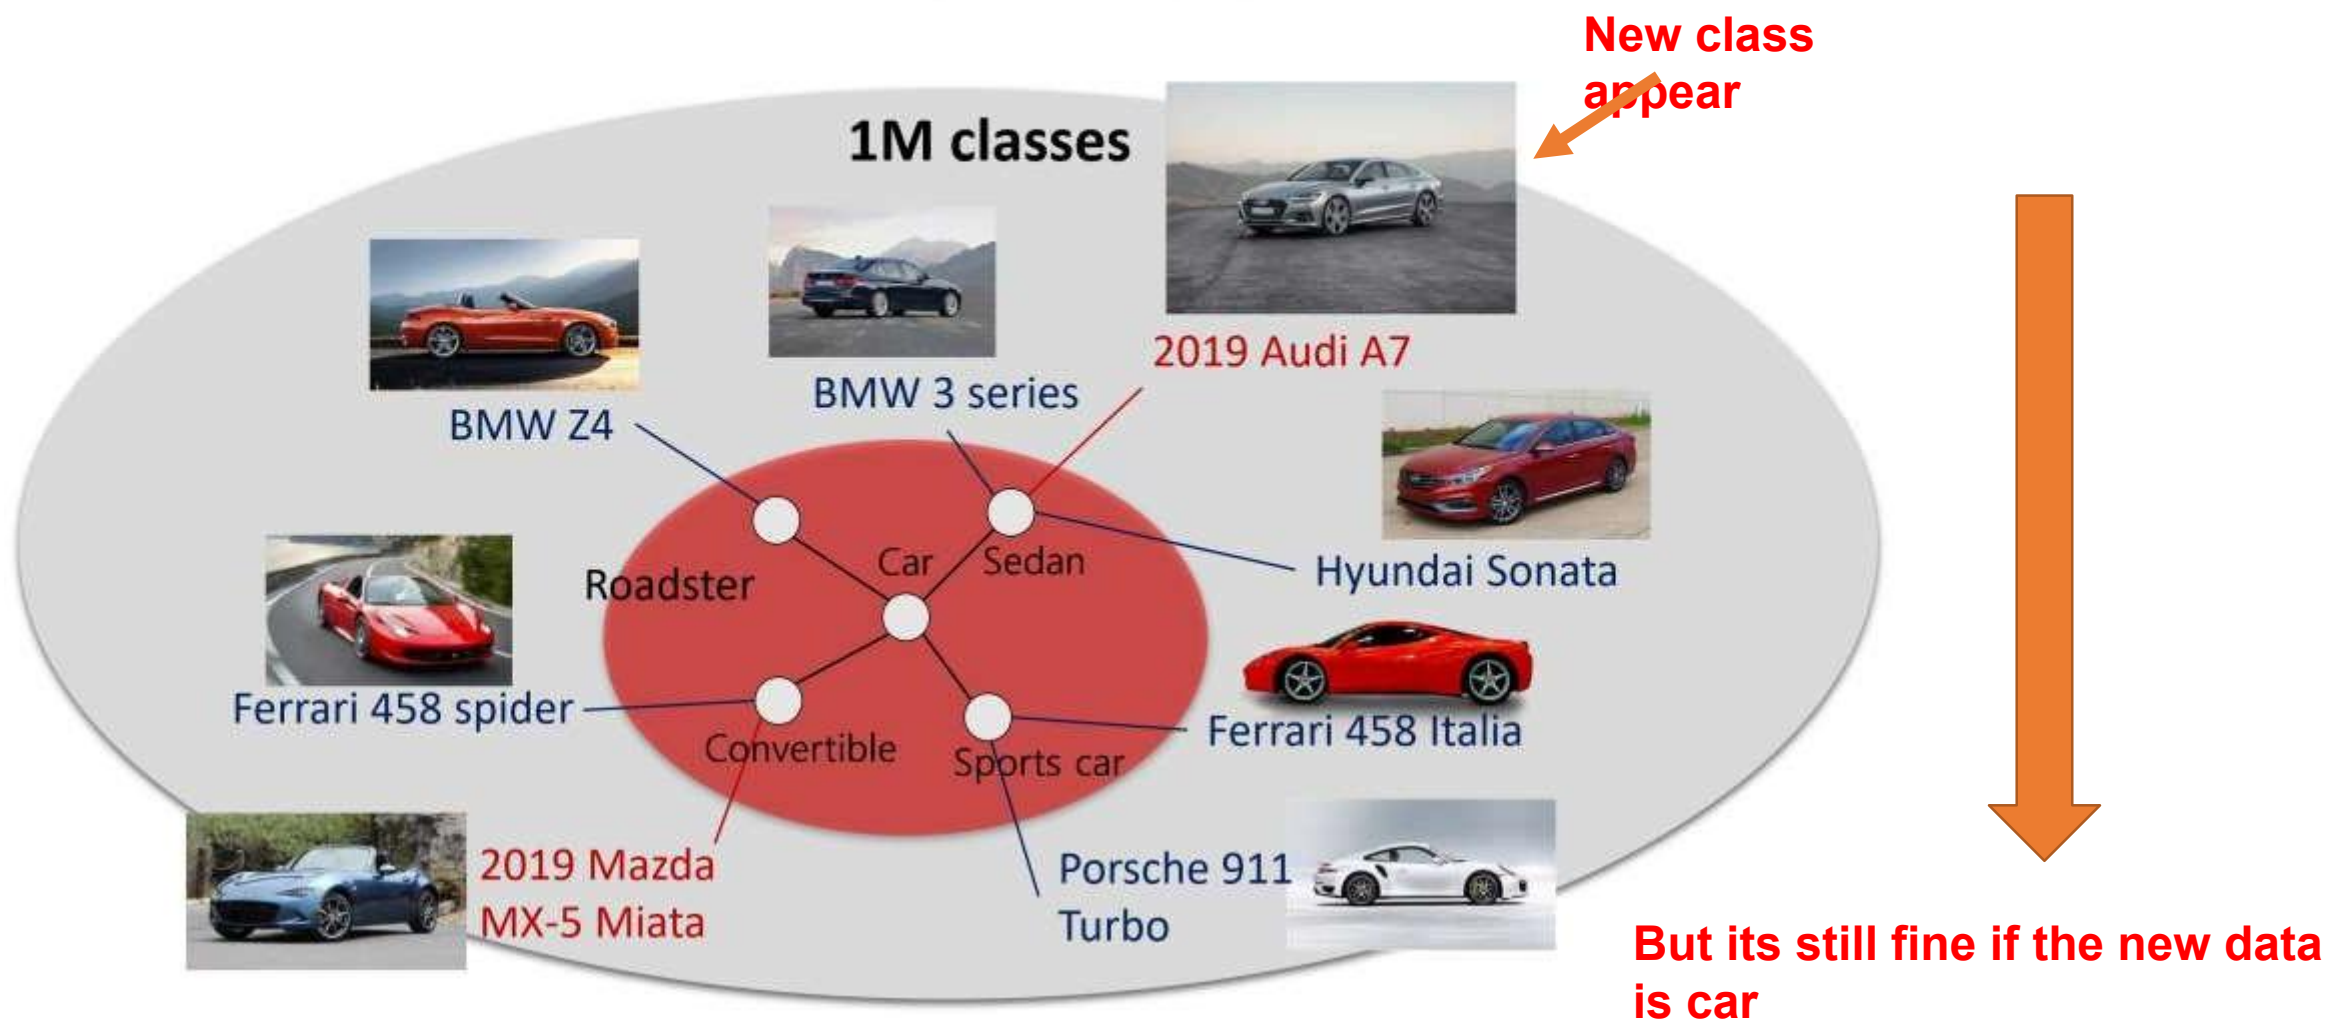 New class
appear
1M classes
2019 Audi A7
BMW 3 series
BMW Z4
Car
Sedan
Hyundai Sonata
Roadster
Ferrari 458 spider
Ferrari 458 Italia
Convertible
Sports car
2019 Mazda
MX-5 Miata
Porsche 911
Turbo
But its still fine if the new data
is car